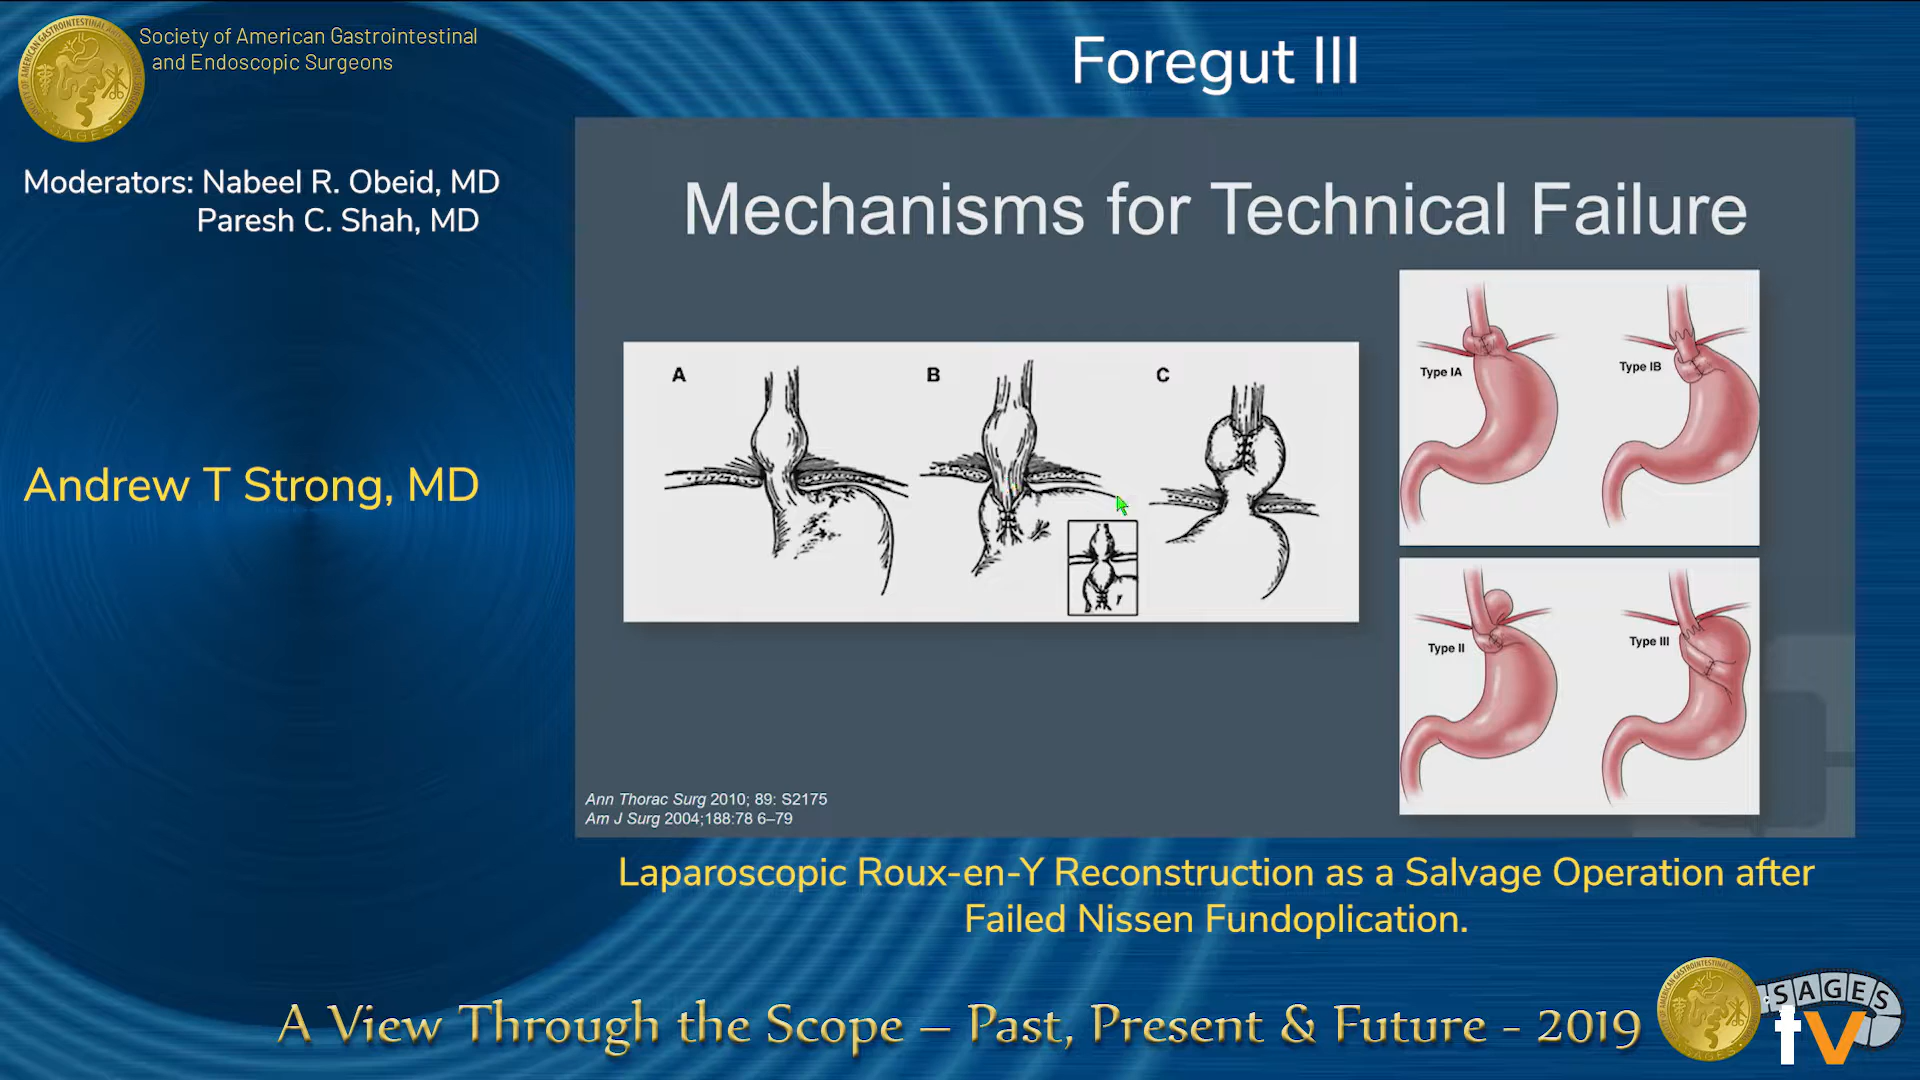 Society of American Gastrointestinal
and Endoscopic Surgeons
Foregut III
Moderators: Nabeel R. Obeid, MD
Paresh C. Shah, MD
Andrew T Strong, MD
Mechanisms for Technical Failure
A
B
C
Type IA
Type IB
Type II
Type III
Ann Thorac Surg 2010; 89: S2175
Am J Surg 2004;188:78 6–79
Laparoscopic Roux-en-Y Reconstruction as a Salvage Operation after
Failed Nissen Fundoplication.
A View Through the Scope – Past, Present & Future - 2019
SAGES
tv